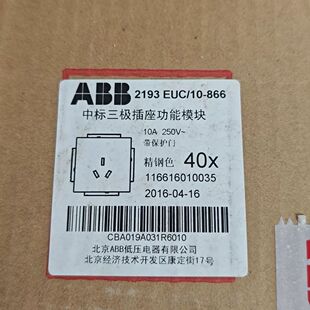 ABB 2193 EUC/10-866
中标三极插座功能模块
10A 250V~
带保护门
精钢色 40x
116616010035
2016-04-16
CBA019A031R6010
北京ABB低压电器有限公司
北京经济技术开发区康定街17号